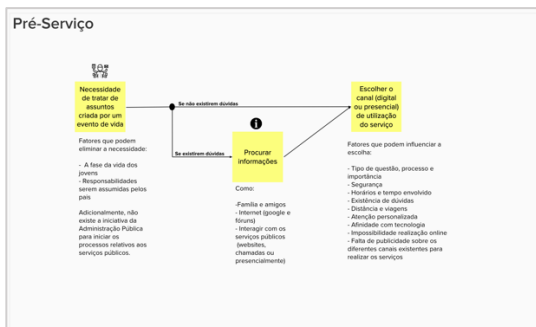 Pré-Serviço
Necessidade
de tratar de
assuntos
criada por um
evento de vida
Se não existirem dúvidas
Escolher o
canal (digital
ou presencial)
de utilização
do serviço
Fatores que podem
eliminar a necessidade:
- A fase da vida dos
jovens
- Responsabilidades
serem assumidas pelos
pais
Adicionalmente, não
existe a iniciativa da
Administração Pública
para iniciar os
processos relativos aos
serviços públicos.
Se existirem dúvidas
Procurar
informações
Como:
-Família e amigos
- Internet (google e
fóruns)
- Interagir com os
serviços públicos
(websites,
chamadas ou
presencialmente)
Fatores que podem influenciar a
escolha:
- Tipo de questão, processo e
importância
- Segurança
- Horários e tempo envolvido
- Existência de dúvidas
- Distância e viagens
- Atenção personalizada
- Afinidade com tecnologia
- Impossibilidade realização online
- Falta de publicidade sobre os
diferentes canais existentes para
realizar os serviços